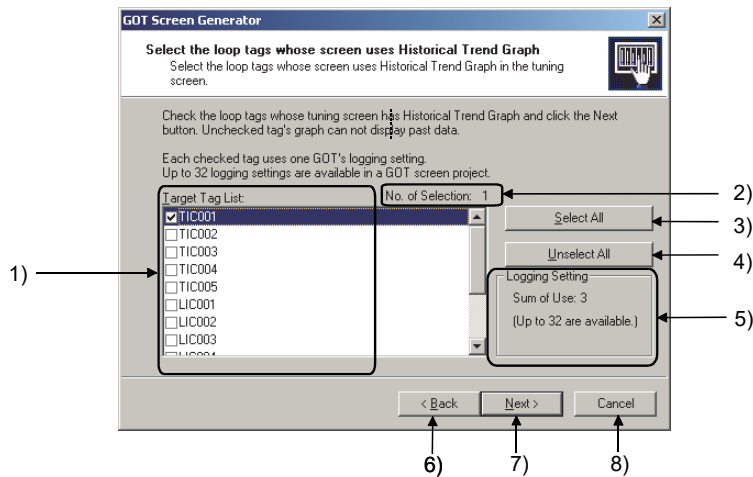 GOT Screen Generator
Select the loop tags whose screen uses Historical Trend Graph
Select the loop tags whose screen uses Historical Trend Graph in the tuning
screen.
Check the loop tags whose tuning screen has Historical Trend Graph and click the Next
button. Unchecked tag's graph can not display past data.
Each checked tag uses one GOT's logging setting.
Up to 32 logging settings are available in a GOT screen project.
Target Tag List:
No. of Selection: 1
2)
TIC001
Select All
3)
TIC002
TIC003
Unselect All
4)
TIC004
1)
TIC005
Logging Setting
LIC001
Sum of Use: 3
LIC002
(Up to 32 are available.)
5)
LIC003
< Back
Next >
Cancel
6)
7)
8)